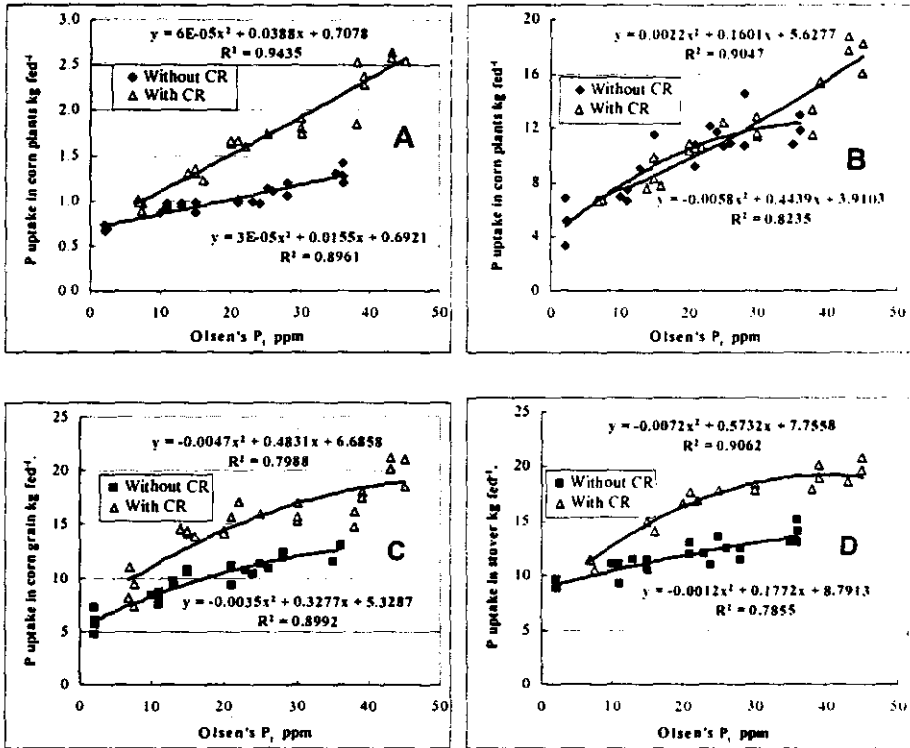 y = 6E-05x² + 0.0388x + 0.7078
R² = 0.9435
Without CR
With CR
A
y = 3E-05x² + 0.0155x + 0.6921
R² = 0.8961
P uptake in corn plants kg fed⁻¹
3.0
2.5
2.0
1.5
1.0
0.5
0.0
0 10 20 30 40 50
Olsen's P, ppm
y = 0.0022x² + 0.1601x + 5.6277
R² = 0.9047
Without CR
With CR
B
y = -0.0058x² + 0.4439x + 3.9103
R² = 0.8235
P uptake in corn plants kg fed⁻¹
20
16
12
8
4
0
0 10 20 30 40 50
Olsen's P, ppm
y = -0.0047x² + 0.4831x + 6.6858
R² = 0.7988
Without CR
With CR
C
y = -0.0035x² + 0.3277x + 5.3287
R² = 0.8992
P uptake in corn grain kg fed⁻¹.
25
20
15
10
5
0
0 10 20 30 40 50
Olsen's P, ppm
y = -0.0072x² + 0.5732x + 7.7558
R² = 0.9062
Without CR
With CR
D
y = -0.0012x² + 0.1772x + 8.7913
R² = 0.7855
P uptake in stover kg fed⁻¹.
25
20
15
10
5
0
0 10 20 30 40 50
Olsen's P, ppm